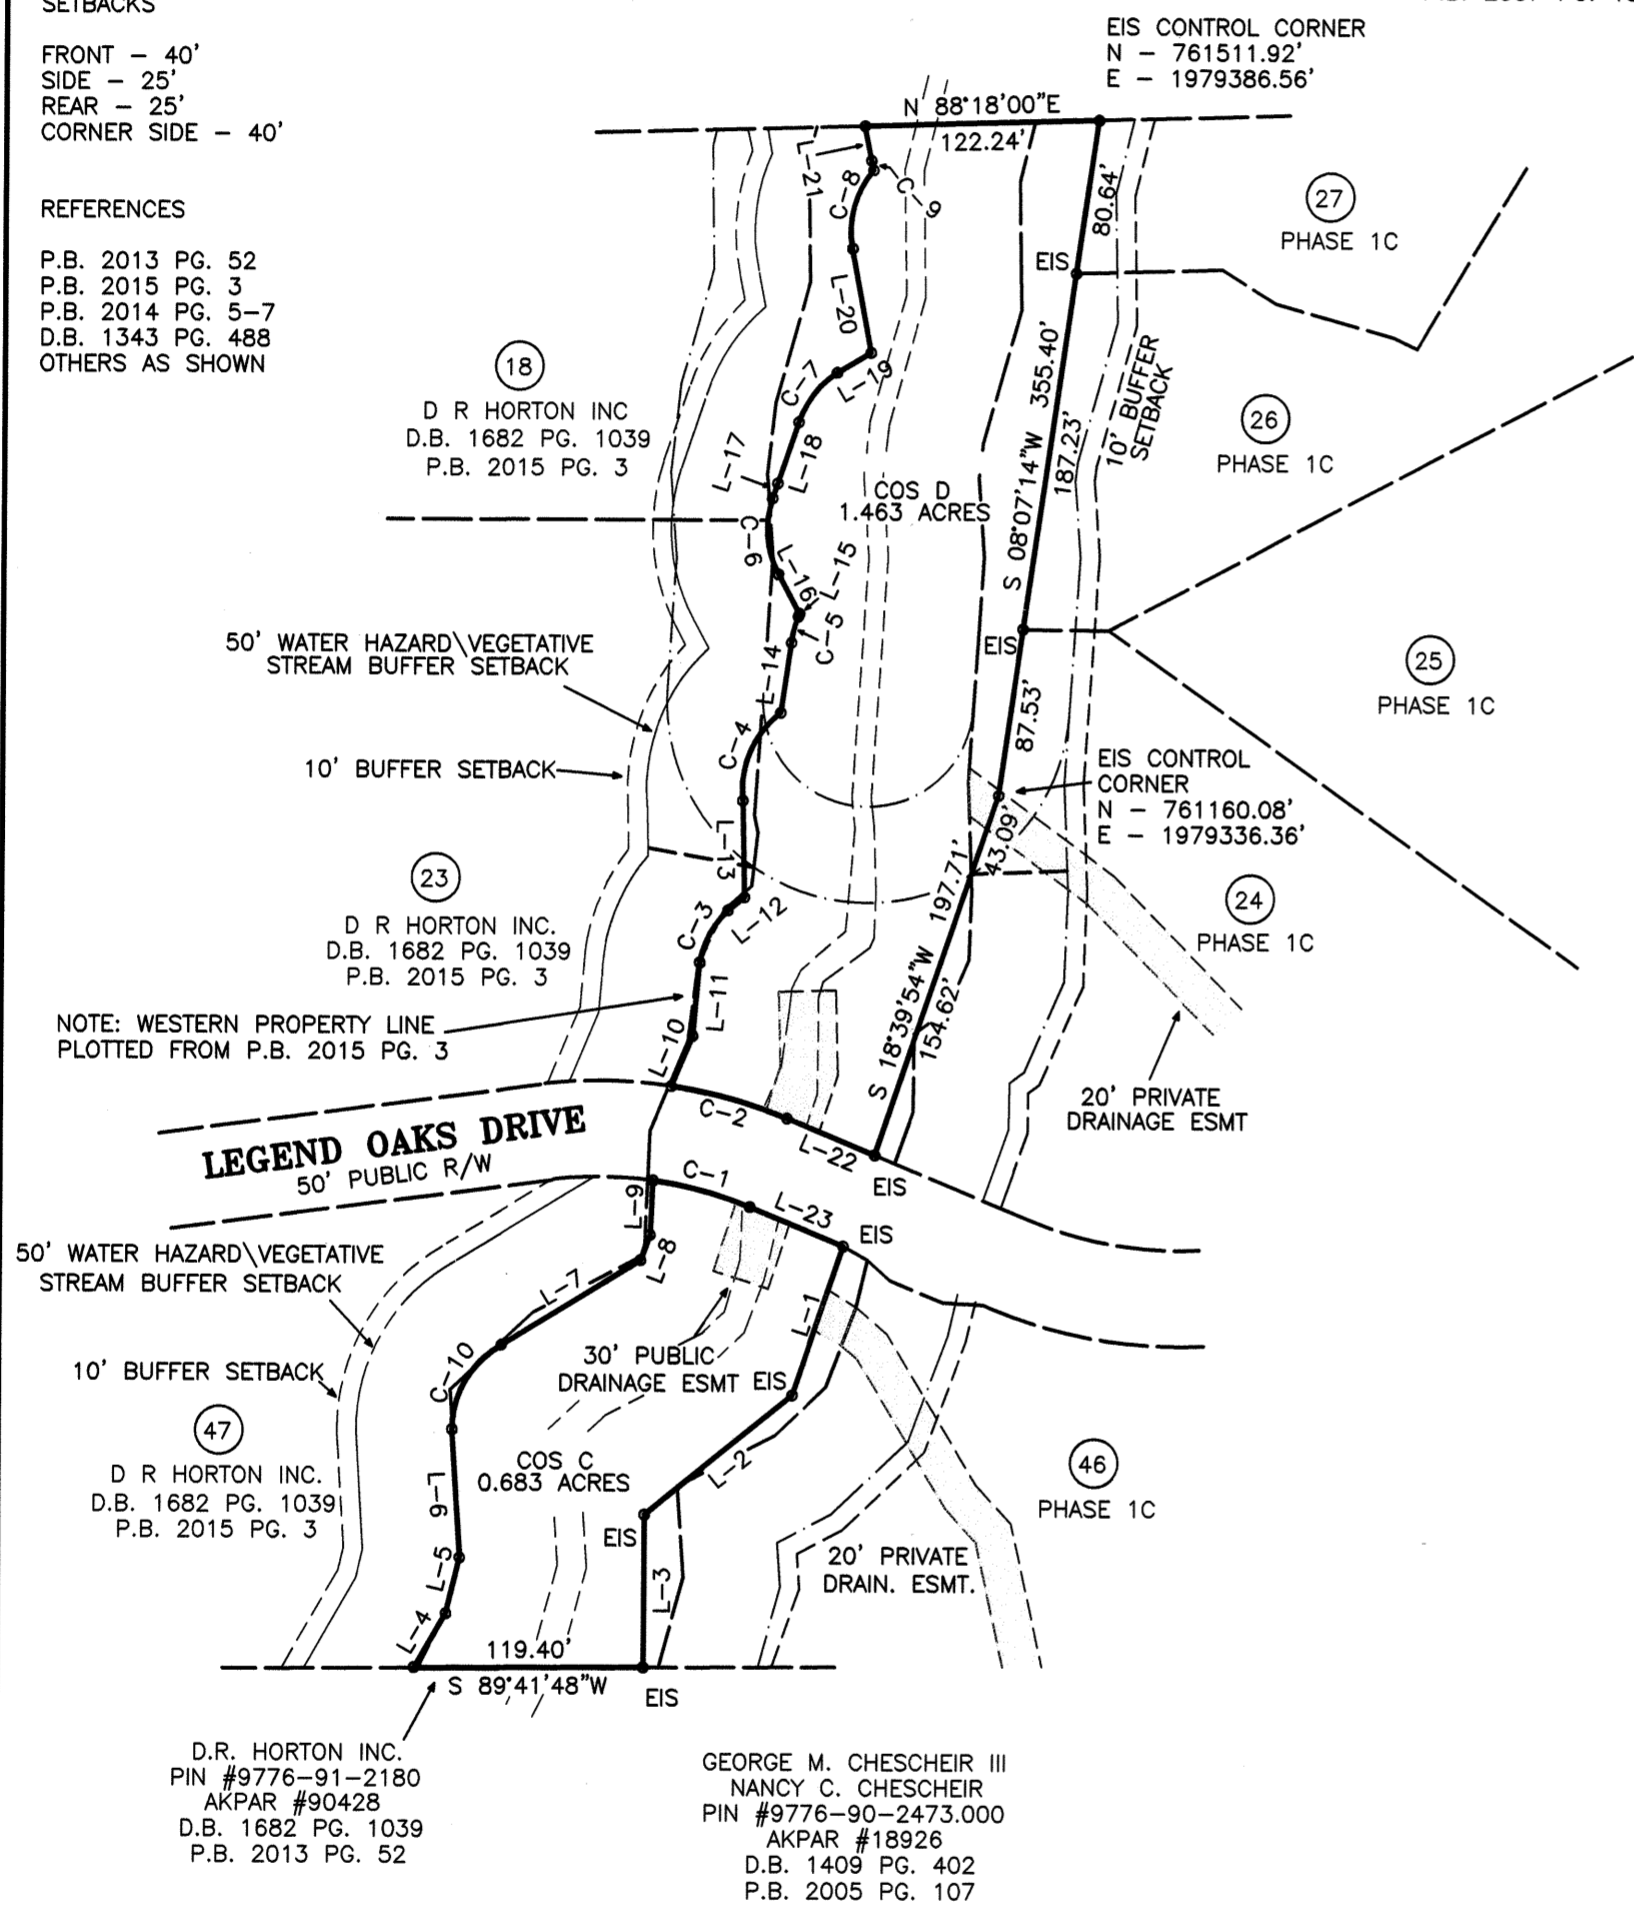 SETBACKS
FRONT – 40'
SIDE – 25'
REAR – 25'
CORNER SIDE – 40'
REFERENCES
P.B. 2013 PG. 52
P.B. 2015 PG. 3
P.B. 2014 PG. 5–7
D.B. 1343 PG. 488
OTHERS AS SHOWN
EIS CONTROL CORNER
N – 761511.92'
E – 1979386.56'
N 88°18'00"E
122.24'
L–21
C–8
C–9
80.64'
27
PHASE 1C
EIS
L–20
10' BUFFER
SETBACK
18
D R HORTON INC
D.B. 1682 PG. 1039
P.B. 2015 PG. 3
C–7
L–19
S 08°07'14"W 355.40'
187.23'
26
PHASE 1C
L–17
L–18
COS D
1.463 ACRES
C–6
L–16
L–15
C–5
50' WATER HAZARD\VEGETATIVE
STREAM BUFFER SETBACK
EIS
25
PHASE 1C
L–14
87.53'
C–4
10' BUFFER SETBACK
EIS CONTROL
CORNER
N – 761160.08'
E – 1979336.36'
43.09'
L–13
23
D R HORTON INC.
D.B. 1682 PG. 1039
P.B. 2015 PG. 3
C–3
L–12
S 18°39'54"W 197.71'
154.62'
24
PHASE 1C
L–11
NOTE: WESTERN PROPERTY LINE
PLOTTED FROM P.B. 2015 PG. 3
L–10
20' PRIVATE
DRAINAGE ESMT
C–2
L–22
LEGEND OAKS DRIVE
50' PUBLIC R/W
EIS
C–1
L–9
L–23
EIS
50' WATER HAZARD\VEGETATIVE
STREAM BUFFER SETBACK
L–8
L–7
L–1
30' PUBLIC
DRAINAGE ESMT
EIS
10' BUFFER SETBACK
C–10
47
D R HORTON INC.
D.B. 1682 PG. 1039
P.B. 2015 PG. 3
COS C
0.683 ACRES
L–2
46
PHASE 1C
L–6
EIS
20' PRIVATE
DRAIN. ESMT.
L–5
L–3
L–4
119.40'
S 89°41'48"W
EIS
D.R. HORTON INC.
PIN #9776–91–2180
AKPAR #90428
D.B. 1682 PG. 1039
P.B. 2013 PG. 52
GEORGE M. CHESCHEIR III
NANCY C. CHESCHEIR
PIN #9776–90–2473.000
AKPAR #18926
D.B. 1409 PG. 402
P.B. 2005 PG. 107